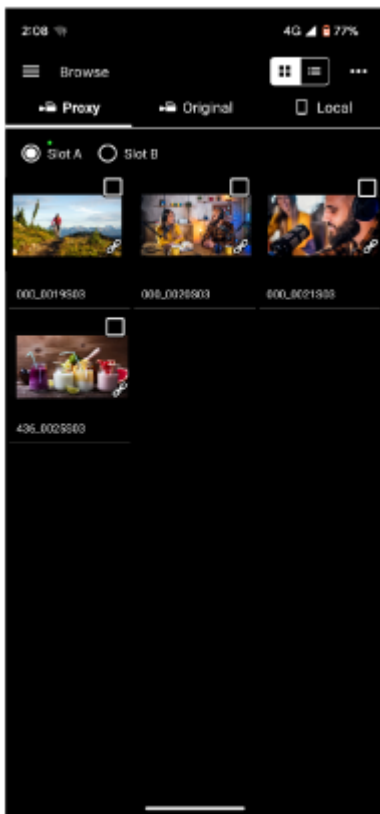 2:08 4G 77%
Browse
Proxy Original Local
Slot A Slot B
000_0019S03 000_0020S03 000_0021S03
436_0025S03